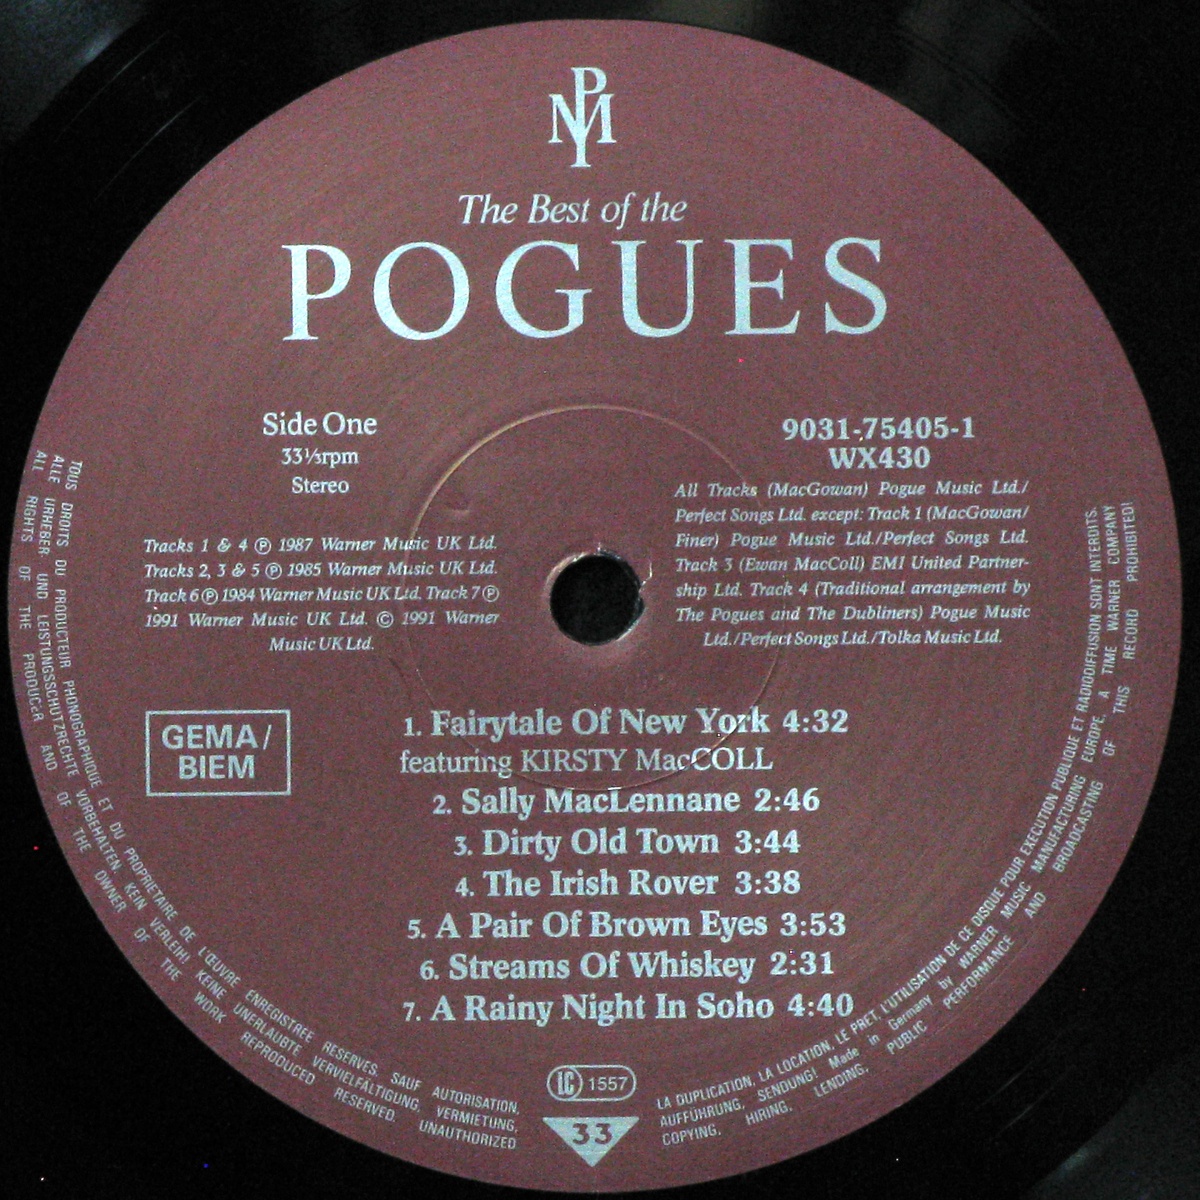 PMY
The Best of the
POGUES
Side One
33⅓rpm
Stereo
9031-75405-1
WX430
All Tracks (MacGowan) Pogue Music Ltd./
Perfect Songs Ltd. except: Track 1 (MacGowan/
Finer) Pogue Music Ltd./Perfect Songs Ltd.
Track 3 (Ewan MacColl) EMI United Partner-
ship Ltd. Track 4 (Traditional arrangement by
The Pogues and The Dubliners) Pogue Music
Ltd./Perfect Songs Ltd./Tolka Music Ltd.
Tracks 1 & 4 ℗ 1987 Warner Music UK Ltd.
Tracks 2, 3 & 5 ℗ 1985 Warner Music UK Ltd.
Track 6 ℗ 1984 Warner Music UK Ltd. Track 7 ℗
1991 Warner Music UK Ltd. © 1991 Warner
Music UK Ltd.
GEMA/
BIEM
1. Fairytale Of New York 4:32
featuring KIRSTY MacCOLL
2. Sally MacLennane 2:46
3. Dirty Old Town 3:44
4. The Irish Rover 3:38
5. A Pair Of Brown Eyes 3:53
6. Streams Of Whiskey 2:31
7. A Rainy Night In Soho 4:40
LC 1557
33
TOUS DROITS DU PRODUCTEUR PHONOGRAPHIQUE ET DU PROPRIETAIRE DE L'ŒUVRE ENREGISTREE RESERVES. SAUF AUTORISATION, LA DUPLICATION, LA LOCATION, LE PRET, L'UTILISATION DE CE DISQUE POUR EXECUTION PUBLIQUE ET RADIODIFFUSION SONT INTERDITS.
ALLE URHEBER- UND LEISTUNGSSCHUTZRECHTE VORBEHALTEN. KEIN VERLEIH! KEINE UNERLAUBTE VERVIELFÄLTIGUNG, VERMIETUNG, AUFFÜHRUNG, SENDUNG! Made in Germany by WARNER MUSIC MANUFACTURING EUROPE, A TIME WARNER COMPANY
ALL RIGHTS OF THE PRODUCER AND OF THE OWNER OF THE WORK REPRODUCED RESERVED. UNAUTHORIZED COPYING, HIRING, LENDING, PUBLIC PERFORMANCE AND BROADCASTING OF THIS RECORD PROHIBITED!